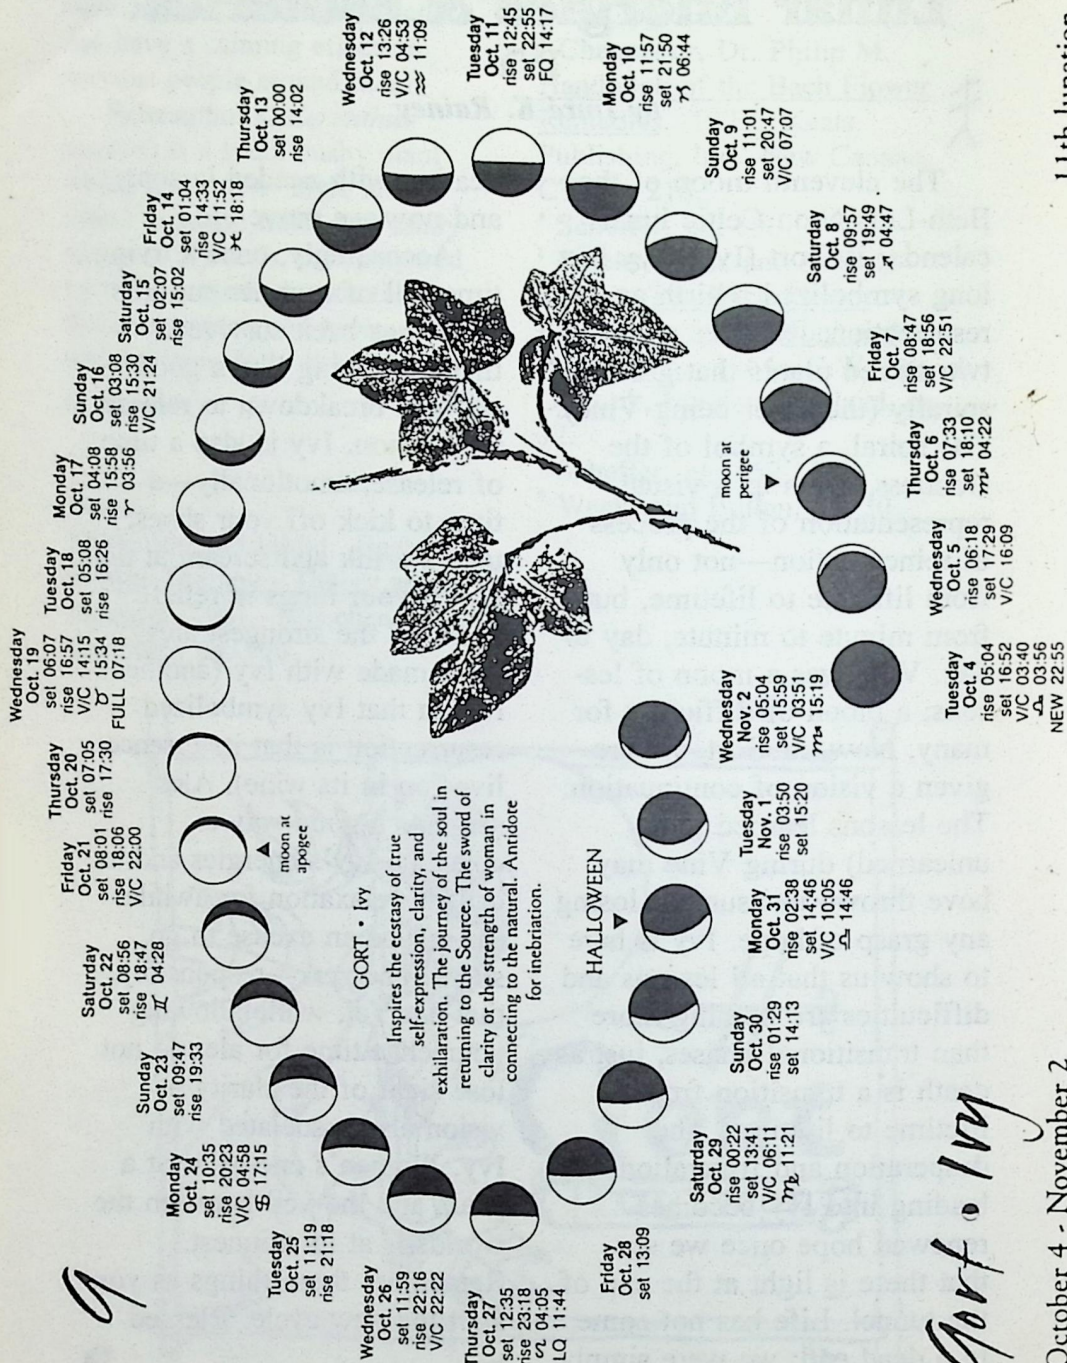 G
Tuesday
Oct. 4
rise 05:04
set 16:52
V/C 03:40
♎ 03:56
NEW 22:55
Wednesday
Oct. 5
rise 06:18
set 17:29
V/C 16:09
Thursday
Oct. 6
rise 07:33
set 18:10
♏ 04:22
moon at
perigee
Friday
Oct. 7
rise 08:47
set 18:56
V/C 22:51
Saturday
Oct. 8
rise 09:57
set 19:49
♐ 04:47
Sunday
Oct. 9
rise 11:01
set 20:47
V/C 07:07
Monday
Oct. 10
rise 11:57
set 21:50
♑ 06:44
Tuesday
Oct. 11
rise 12:45
set 22:55
FQ 14:17
Wednesday
Oct. 12
rise 13:26
V/C 04:53
♒ 11:09
Thursday
Oct. 13
set 00:00
rise 14:02
Friday
Oct. 14
set 01:04
rise 14:33
V/C 11:52
♓ 18:18
Saturday
Oct. 15
set 02:07
rise 15:02
Sunday
Oct. 16
set 03:08
rise 15:30
V/C 21:24
Monday
Oct. 17
set 04:08
rise 15:58
♈ 03:56
Tuesday
Oct. 18
set 05:08
rise 16:26
Wednesday
Oct. 19
set 06:07
rise 16:57
V/C 14:15
♉ 15:34
FULL 07:18
Thursday
Oct. 20
set 07:05
rise 17:30
Friday
Oct. 21
set 08:01
rise 18:06
V/C 22:00
moon at
apogee
Saturday
Oct. 22
set 08:56
rise 18:47
♊ 04:28
Sunday
Oct. 23
set 09:47
rise 19:33
Monday
Oct. 24
set 10:35
rise 20:23
V/C 04:58
♋ 17:15
Tuesday
Oct. 25
set 11:19
rise 21:18
Wednesday
Oct. 26
set 11:59
rise 22:16
V/C 22:22
Thursday
Oct. 27
set 12:35
rise 23:18
♌ 04:05
LQ 11:44
Friday
Oct. 28
set 13:09
Saturday
Oct. 29
rise 00:22
set 13:41
V/C 06:11
♍ 11:21
Sunday
Oct. 30
rise 01:29
set 14:13
HALLOWEEN
Monday
Oct. 31
rise 02:38
set 14:46
V/C 10:05
♎ 14:46
Tuesday
Nov. 1
rise 03:50
set 15:20
Wednesday
Nov. 2
rise 05:04
set 15:59
V/C 03:51
♏ 15:19
GORT • IVY
Inspires the ecstasy of true
self-expression, clarity, and
exhilaration. The journey of the soul in
returning to the Source. The sword of
clarity or the strength of woman in
connecting to the natural. Antidote
for inebriation.
Gort • Ivy
October 4 - November 2
11th lunation